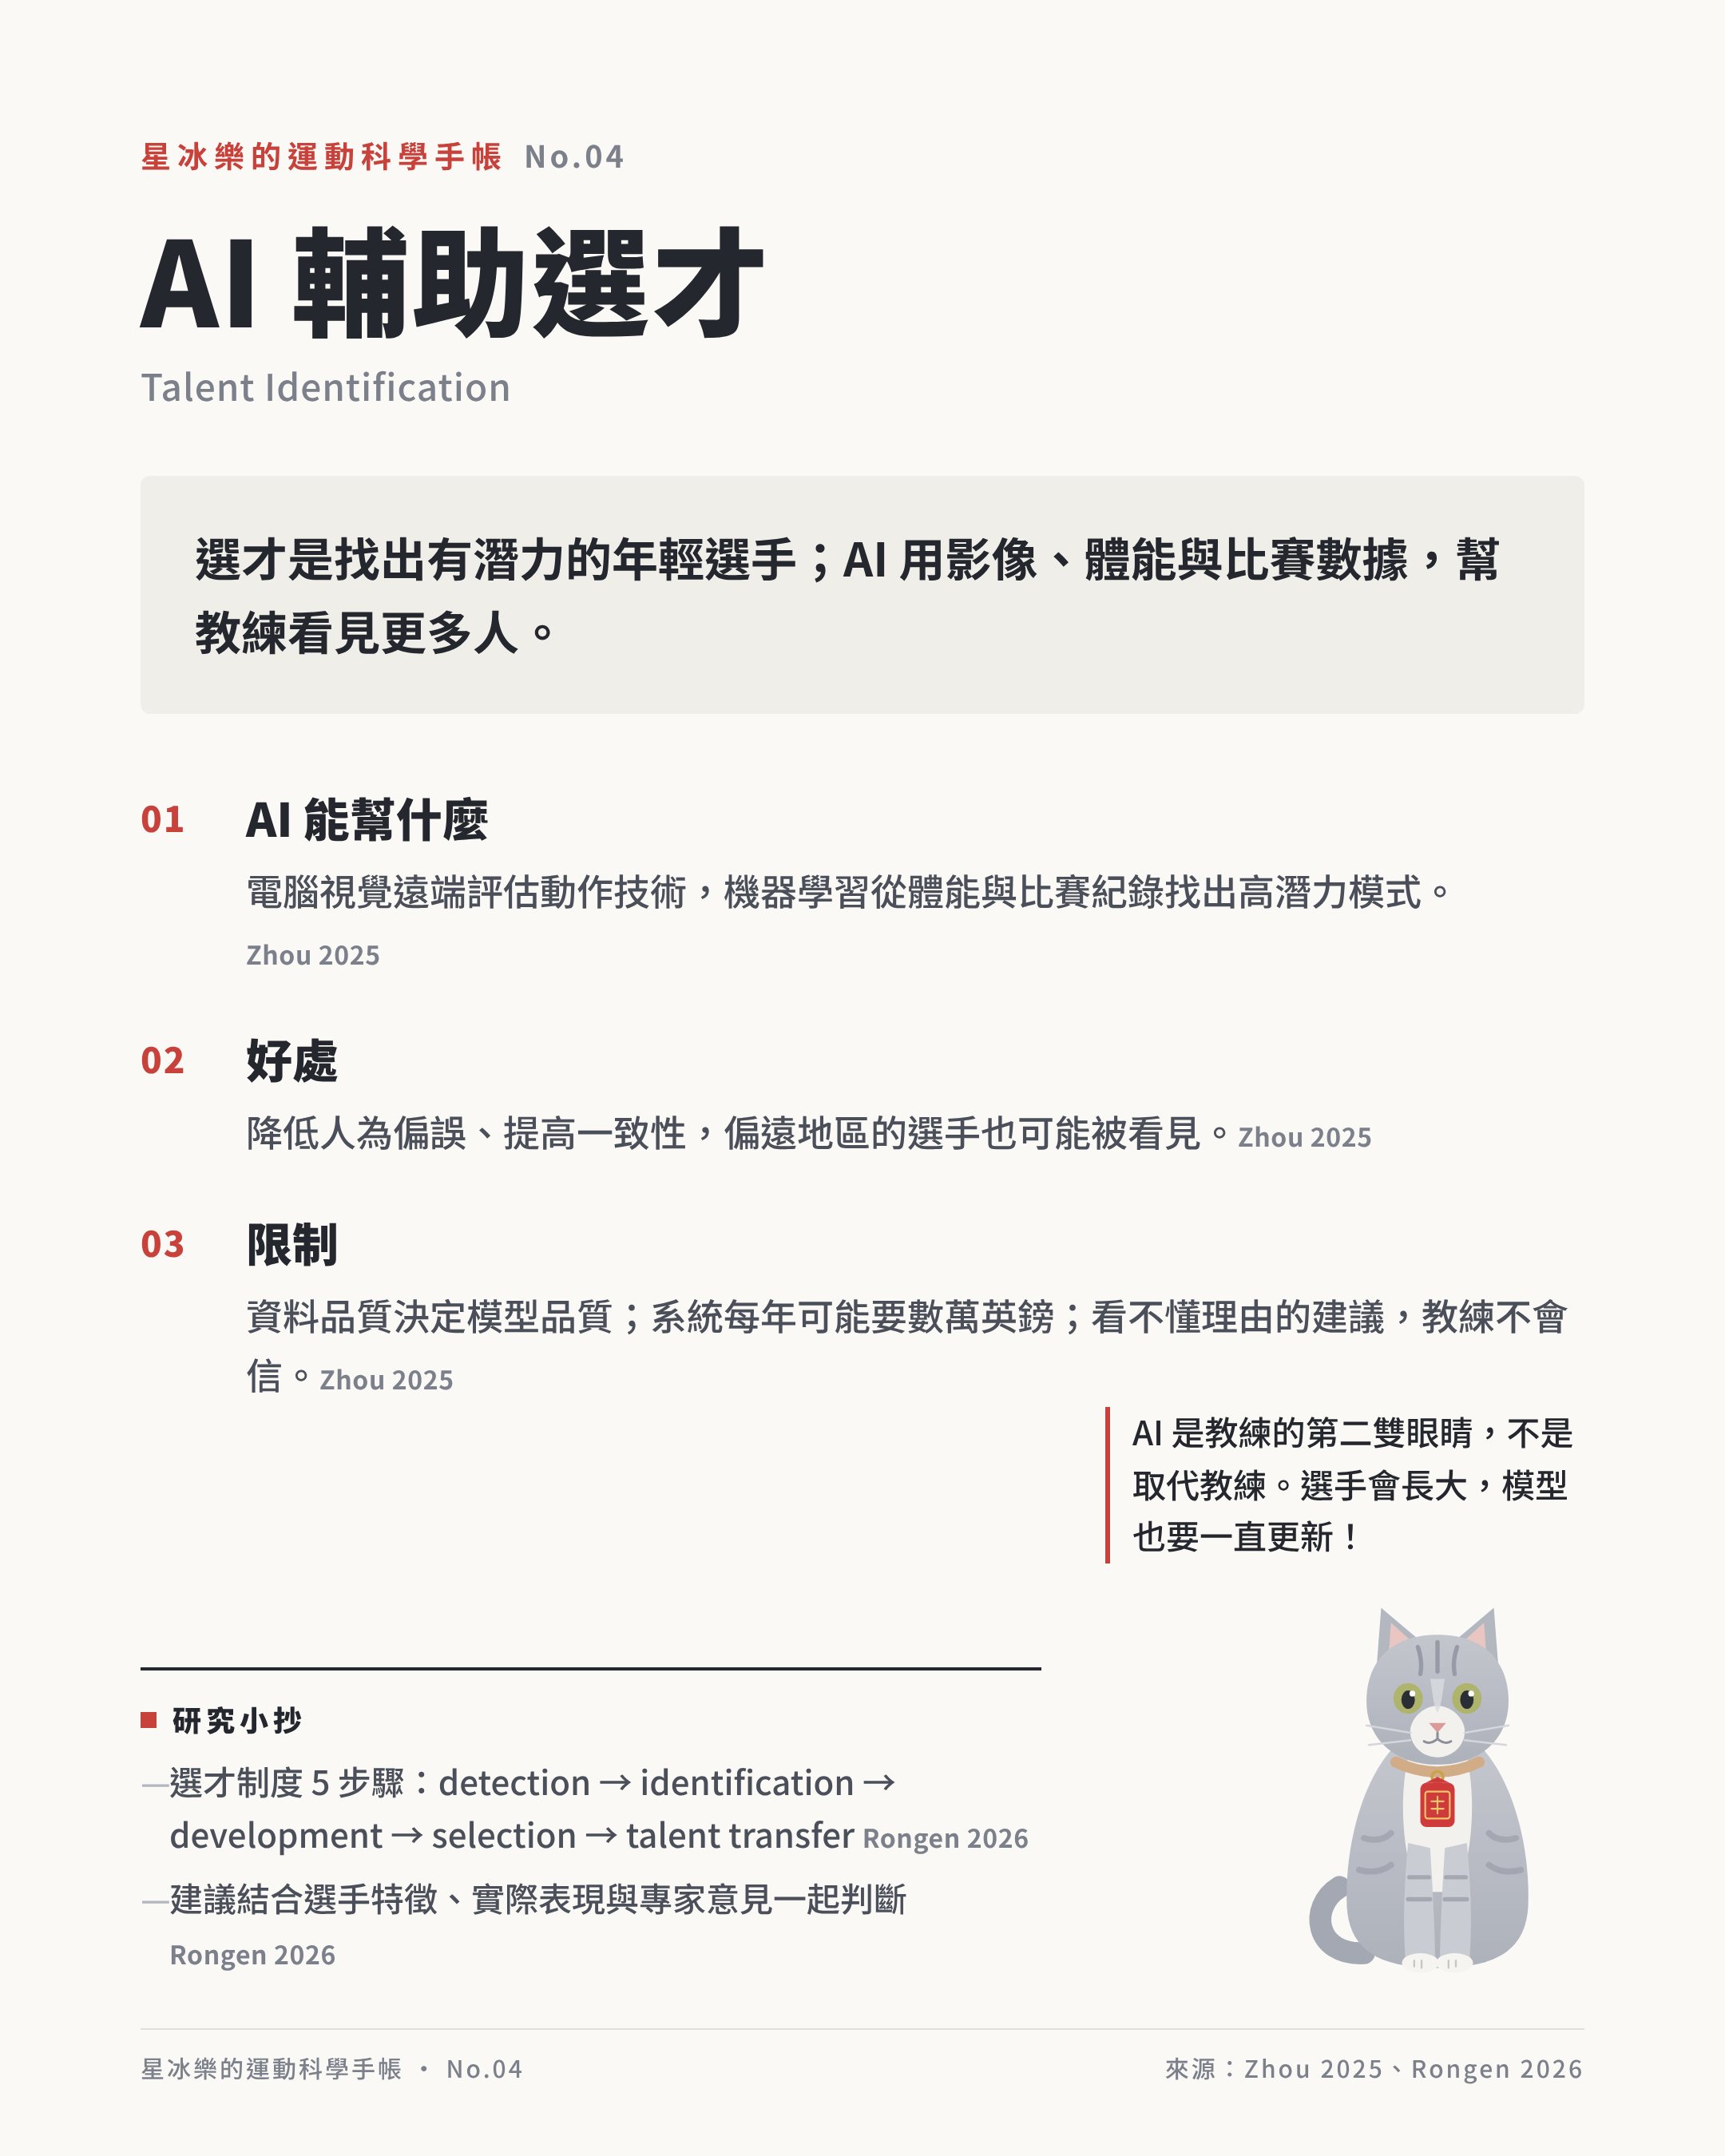 星冰樂的運動科學手帳 No.04
AI 輔助選才
Talent Identification
選才是找出有潛力的年輕選手；AI 用影像、體能與比賽數據，幫
教練看見更多人。
01 AI 能幫什麼
電腦視覺遠端評估動作技術，機器學習從體能與比賽紀錄找出高潛力模式。
Zhou 2025
02 好處
降低人為偏誤、提高一致性，偏遠地區的選手也可能被看見。Zhou 2025
03 限制
資料品質決定模型品質；系統每年可能要數萬英鎊；看不懂理由的建議，教練不會
信。Zhou 2025
AI 是教練的第二雙眼睛，不是
取代教練。選手會長大，模型
也要一直更新！
研究小抄
—選才制度 5 步驟：detection → identification →
development → selection → talent transfer Rongen 2026
—建議結合選手特徵、實際表現與專家意見一起判斷
Rongen 2026
星冰樂的運動科學手帳 · No.04
來源：Zhou 2025、Rongen 2026